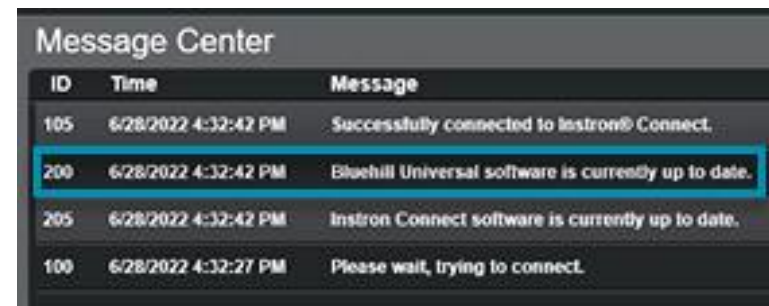 Message Center
ID Time Message
105 6/28/2022 4:32:42 PM Successfully connected to Instron® Connect.
200 6/28/2022 4:32:42 PM Bluehill Universal software is currently up to date.
205 6/28/2022 4:32:42 PM Instron Connect software is currently up to date.
100 6/28/2022 4:32:27 PM Please wait, trying to connect.